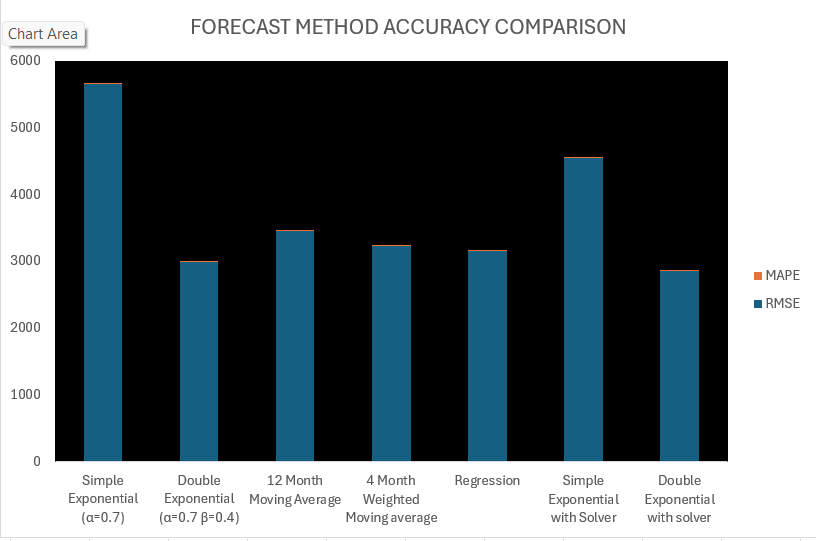 FORECAST METHOD ACCURACY COMPARISON
Chart Area
6000
5000
4000
3000
2000
1000
0
Simple
Exponential
(α=0.7)
Double
Exponential
(α=0.7 β=0.4)
12 Month
Moving Average
4 Month
Weighted
Moving average
Regression
Simple
Exponential
with Solver
Double
Exponential
with solver
MAPE
RMSE